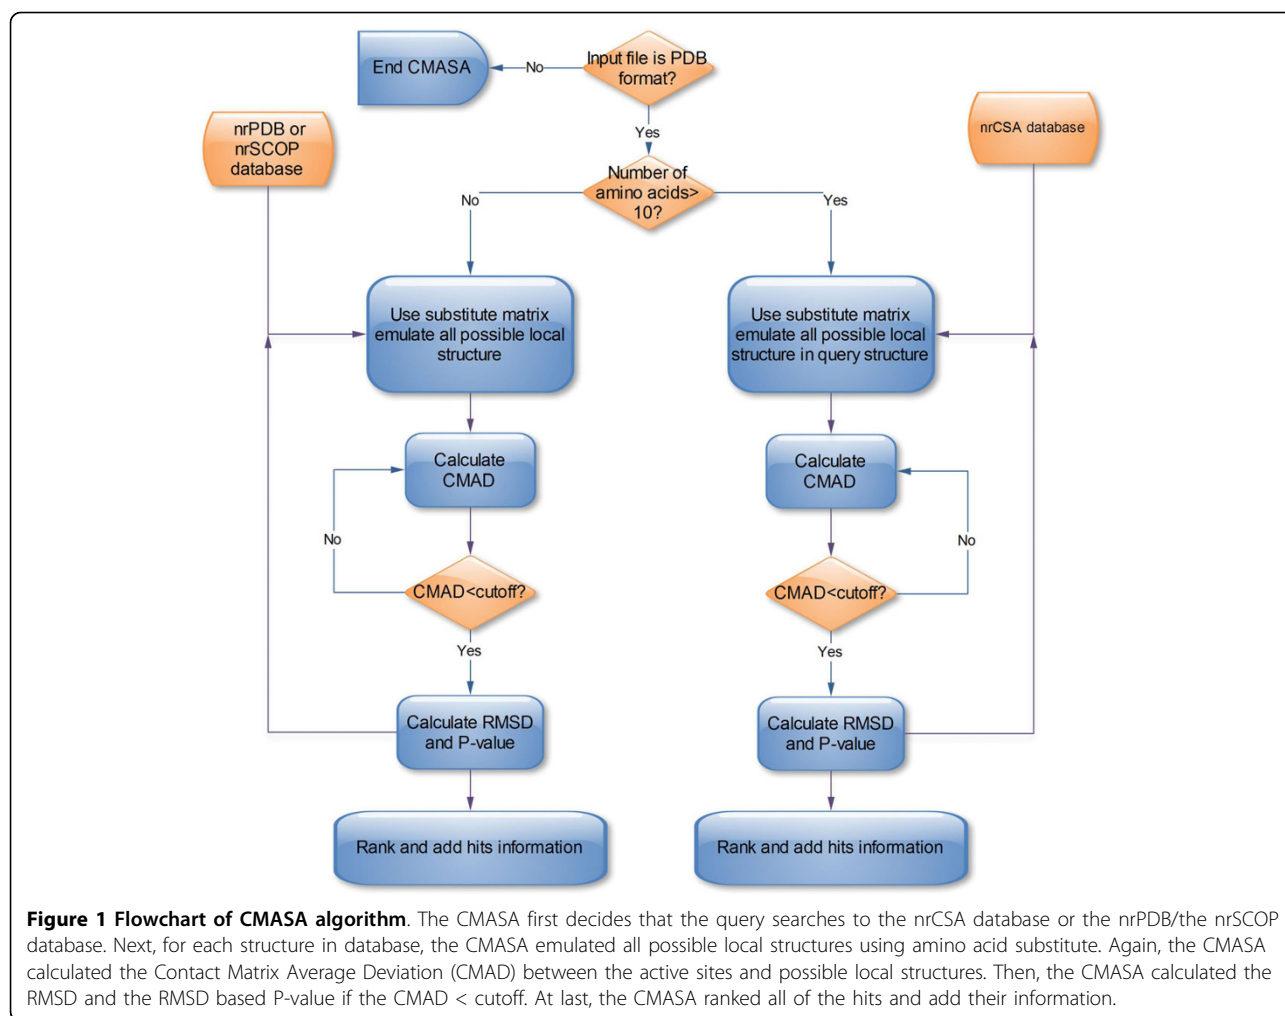 Input file is PDB
format?
End CMASA
No
nrPDB or
nrSCOP
database
nrCSA database
Yes
Number of
amino acids>
10?
No
Yes
Use substitute matrix
emulate all possible local
structure
Use substitute matrix
emulate all possible local
structure in query structure
Calculate
CMAD
Calculate
CMAD
No
No
CMAD<cutoff?
CMAD<cutoff?
Yes
Yes
Calculate RMSD
and P-value
Calculate RMSD
and P-value
Rank and add hits information
Rank and add hits information
Figure 1 Flowchart of CMASA algorithm. The CMASA first decides that the query searches to the nrCSA database or the nrPDB/the nrSCOP
database. Next, for each structure in database, the CMASA emulated all possible local structures using amino acid substitute. Again, the CMASA
calculated the Contact Matrix Average Deviation (CMAD) between the active sites and possible local structures. Then, the CMASA calculated the
RMSD and the RMSD based P-value if the CMAD < cutoff. At last, the CMASA ranked all of the hits and add their information.